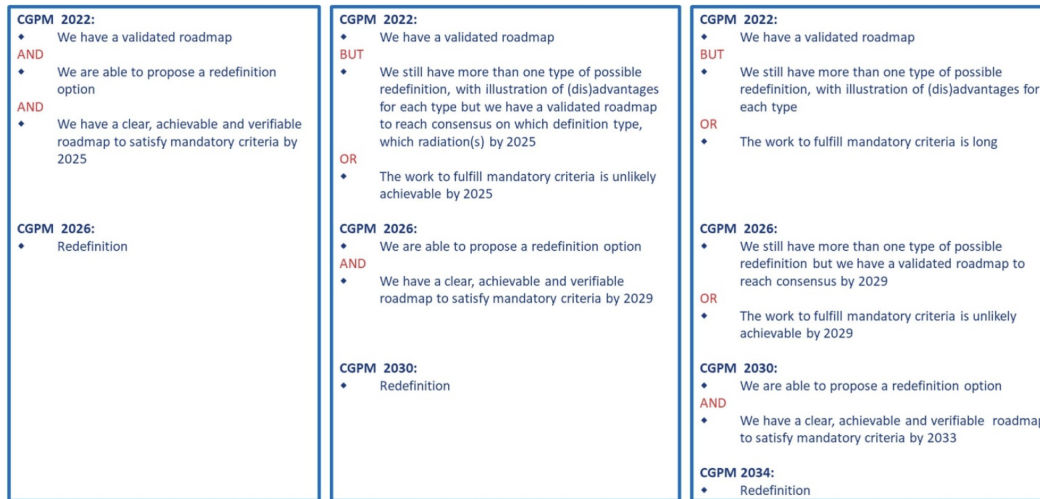 CGPM 2022:
◆ We have a validated roadmap
AND
◆ We are able to propose a redefinition
option
AND
◆ We have a clear, achievable and verifiable
roadmap to satisfy mandatory criteria by
2025
CGPM 2026:
◆ Redefinition
CGPM 2022:
◆ We have a validated roadmap
BUT
◆ We still have more than one type of possible
redefinition, with illustration of (dis)advantages
for each type but we have a validated roadmap
to reach consensus on which definition type,
which radiation(s) by 2025
OR
◆ The work to fulfill mandatory criteria is unlikely
achievable by 2025
CGPM 2026:
◆ We are able to propose a redefinition option
AND
◆ We have a clear, achievable and verifiable
roadmap to satisfy mandatory criteria by 2029
CGPM 2030:
◆ Redefinition
CGPM 2022:
◆ We have a validated roadmap
BUT
◆ We still have more than one type of possible
redefinition, with illustration of (dis)advantages for
each type
OR
◆ The work to fulfill mandatory criteria is long
CGPM 2026:
◆ We still have more than one type of possible
redefinition but we have a validated roadmap to
reach consensus by 2029
OR
◆ The work to fulfill mandatory criteria is unlikely
achievable by 2029
CGPM 2030:
◆ We are able to propose a redefinition option
AND
◆ We have a clear, achievable and verifiable roadmap
to satisfy mandatory criteria by 2033
CGPM 2034:
◆ Redefinition